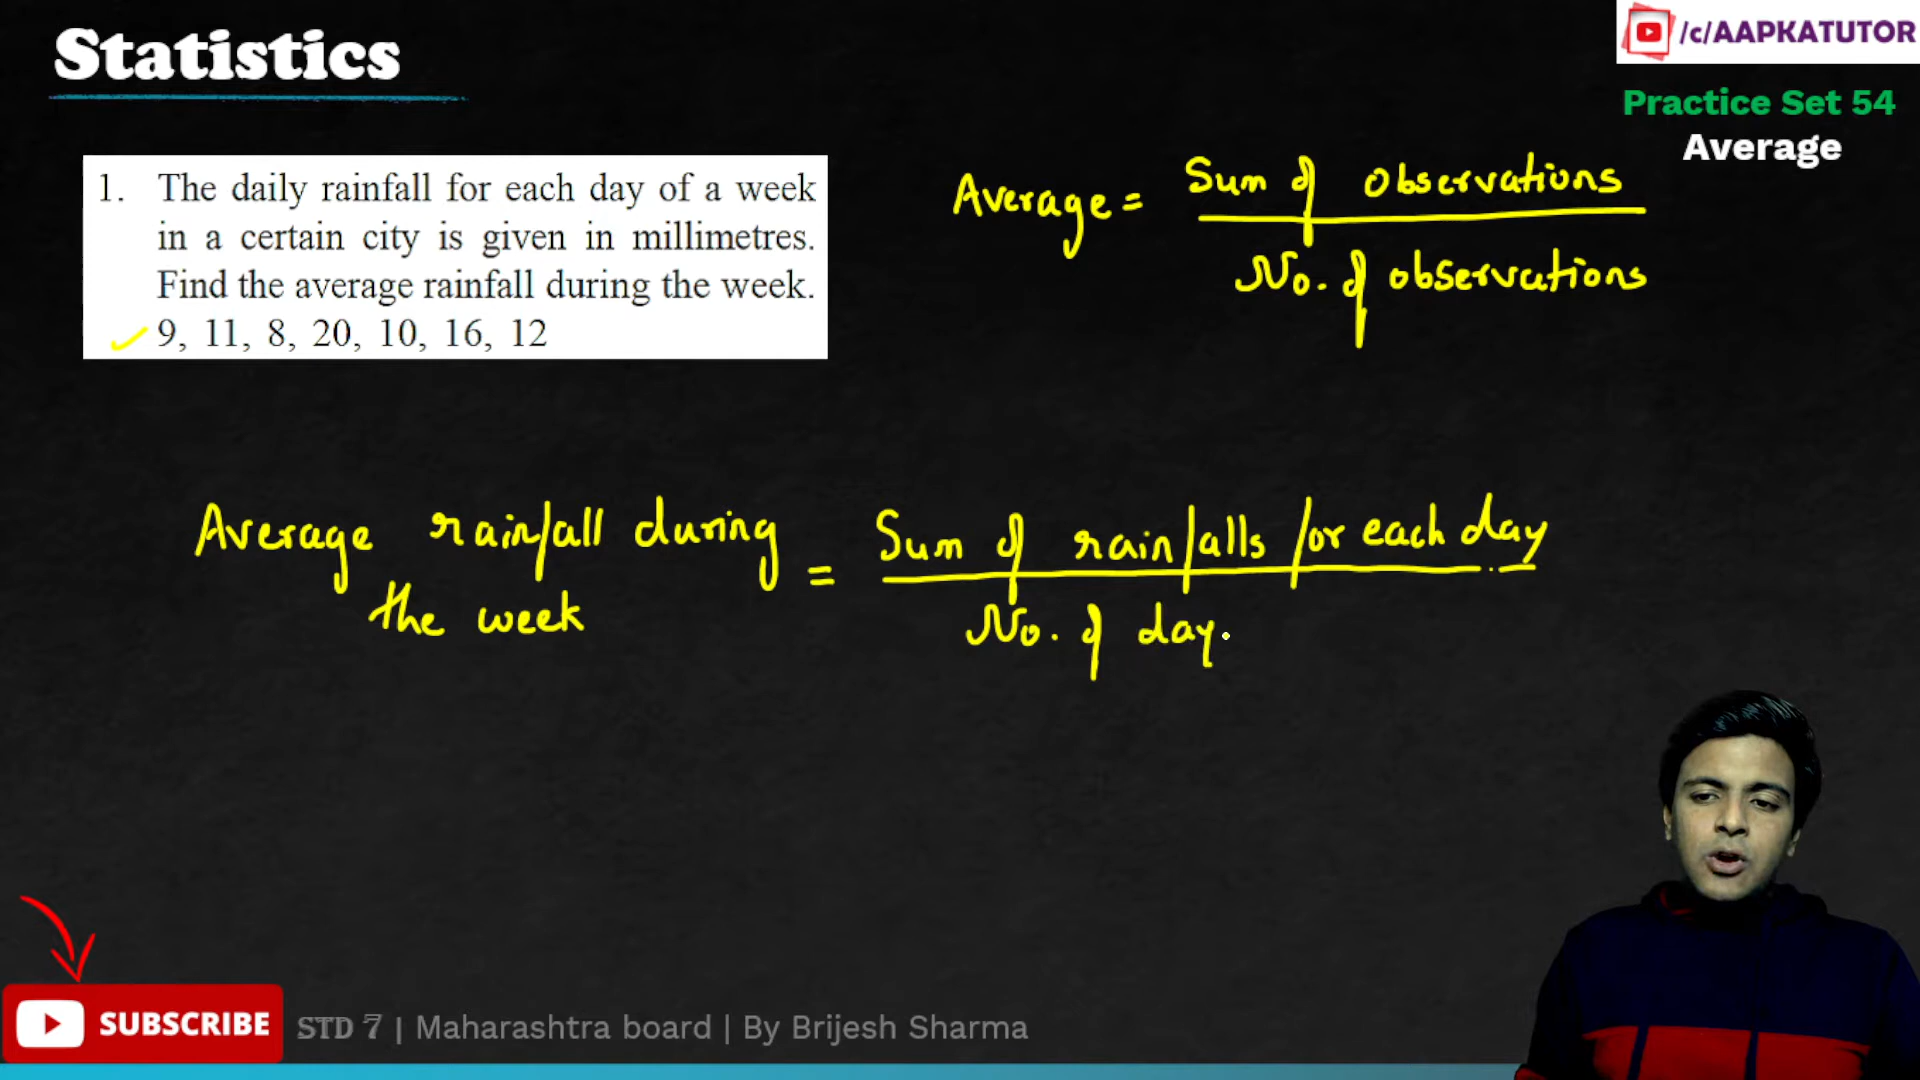 Statistics
/c/AAPKATUTOR
Practice Set 54
Average
1. The daily rainfall for each day of a week
in a certain city is given in millimetres.
Find the average rainfall during the week.
9, 11, 8, 20, 10, 16, 12
Average = Sum of observations
No. of observations
Average rainfall during
the week
= Sum of rainfalls for each day
No. of day
SUBSCRIBE
STD 7 | Maharashtra board | By Brijesh Sharma